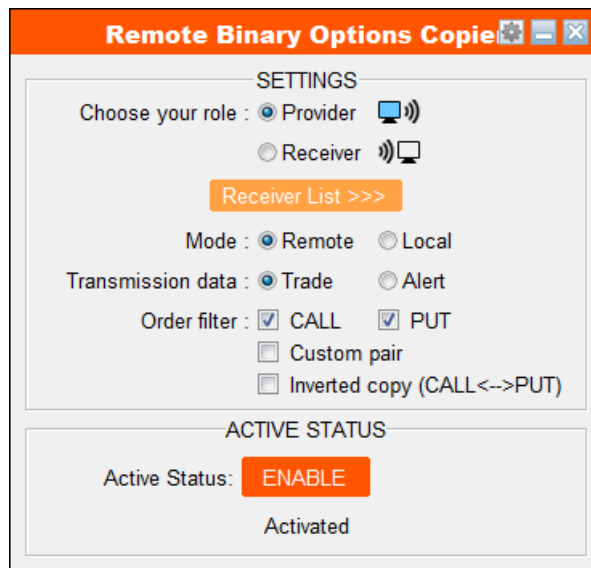 Remote Binary Options Copier
SETTINGS
Choose your role : Provider
Receiver
Receiver List >>>
Mode : Remote Local
Transmission data : Trade Alert
Order filter : CALL PUT
Custom pair
Inverted copy (CALL<-->PUT)
ACTIVE STATUS
Active Status: ENABLE
Activated